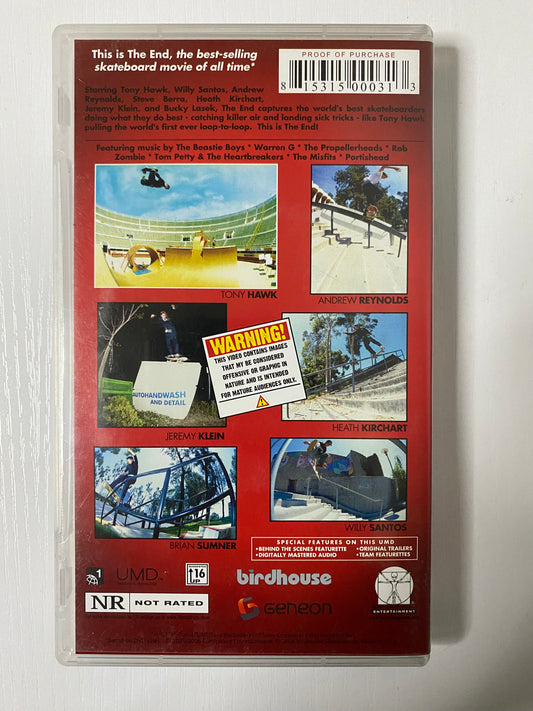 This is The End, the best-selling
skateboard movie of all time*
PROOF OF PURCHASE
8 15315 00031 3
Starring Tony Hawk, Willy Santos, Andrew
Reynolds, Steve Berra, Heath Kirchart,
Jeremy Klein, and Bucky Lasek, The End captures the world's best skateboarders
doing what they do best - catching killer air and landing sick tricks - like Tony Hawk
pulling the world's first ever loop-to-loop. This is The End!
Featuring music by The Beastie Boys * Warren G * The Propellerheads * Rob
Zombie * Tom Petty & The Heartbreakers * The Misfits * Portishead
TONY HAWK
ANDREW REYNOLDS
WARNING!
THIS VIDEO CONTAINS IMAGES
THAT MY BE CONSIDERED
OFFENSIVE OR GRAPHIG IN
NATURE AND IS INTENDED
FOR MATURE AUDIENCES ONLY.
AUTOHANDWASH
AND DETAIL
JEREMY KLEIN
HEATH KIRCHART
BRIAN SUMNER
WILLY SANTOS
SPECIAL FEATURES ON THIS UMD
•BEHIND THE SCENES FEATURETTE •ORIGINAL TRAILERS
•DIGITALLY MASTERED AUDIO •TEAM FEATURETTES
1
UMD
16
UP
birdhouse
NR NOT RATED
Geneon
ENTERTAINMENT